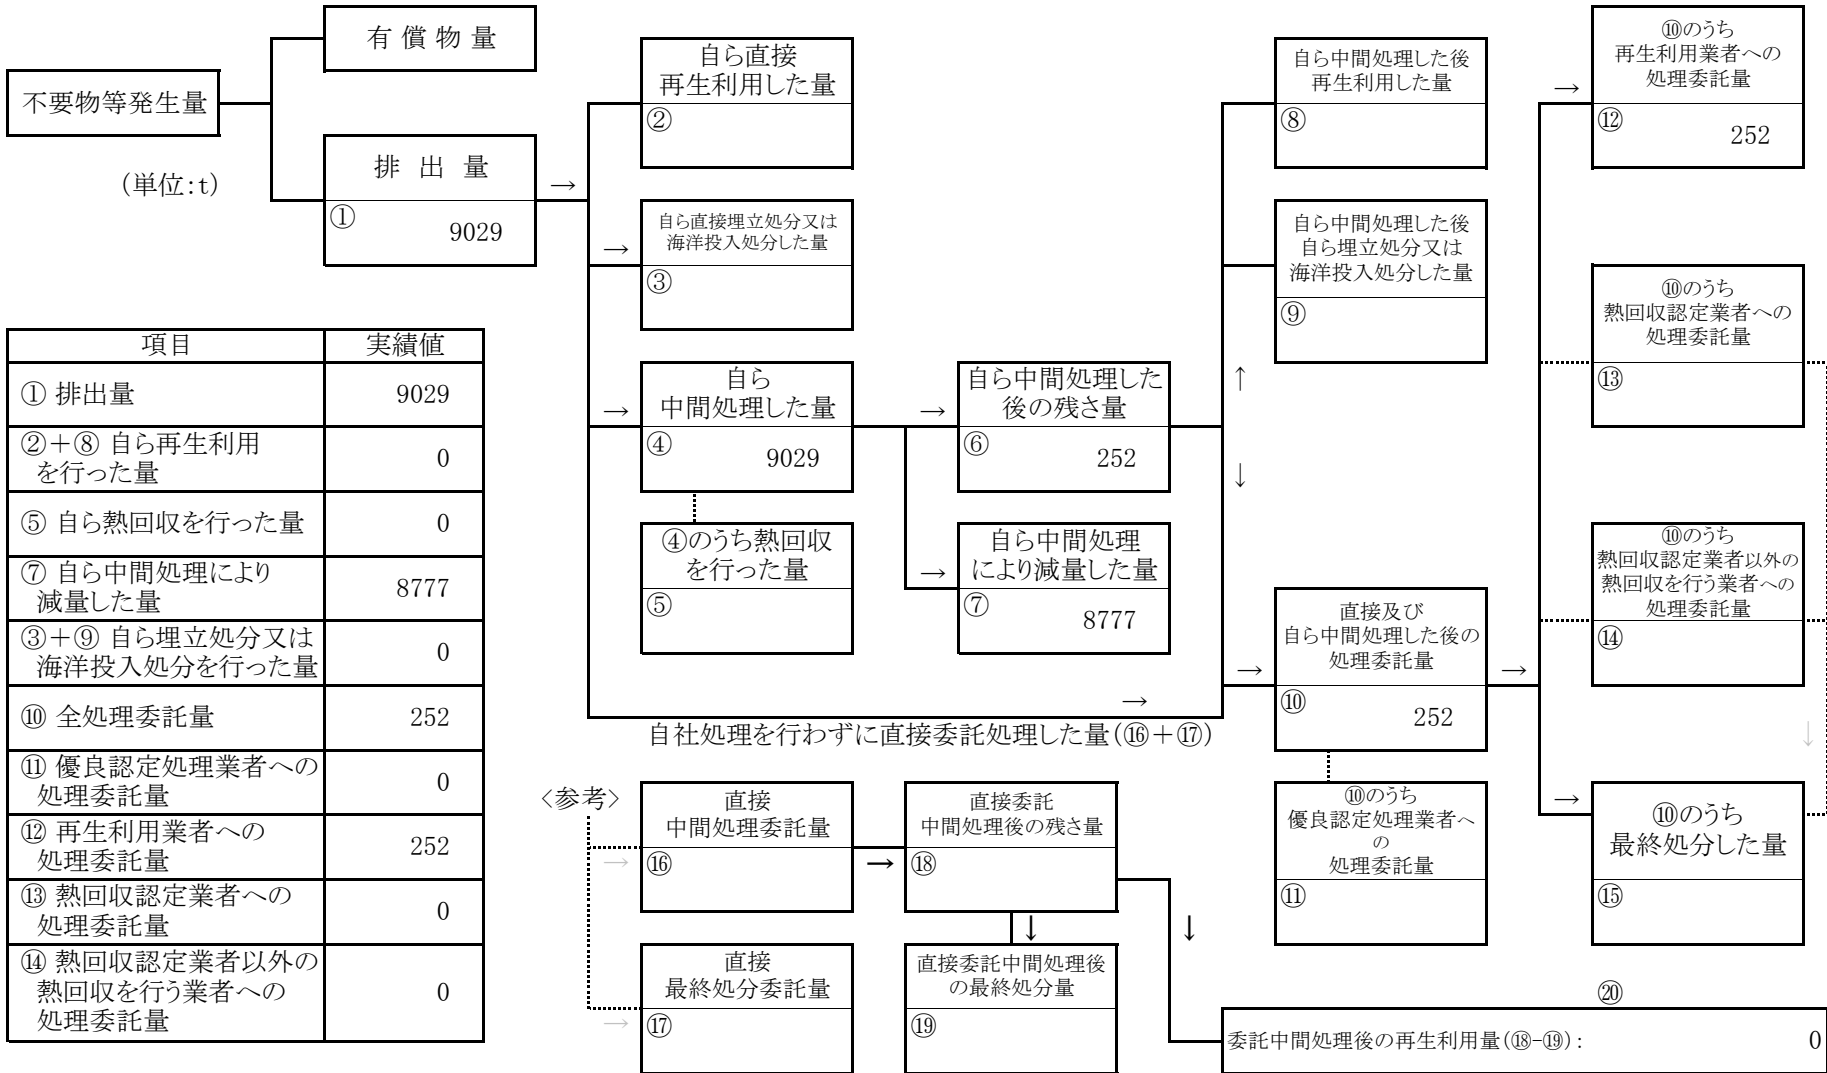 不要物等発生量
(単位:t)
有 償 物 量
排 出 量
→
① 9029
自ら直接
再生利用した量
②
自ら直接埋立処分又は
海洋投入処分した量
→
③
自ら
中間処理した量
→
④ 9029
④のうち熱回収
を行った量
⑤
自ら中間処理した
後の残さ量
→
⑥ 252
自ら中間処理
により減量した量
→
⑦ 8777
自ら中間処理した後
再生利用した量
⑧
自ら中間処理した後
自ら埋立処分又は
海洋投入処分した量
⑨
↑
↓
直接及び
自ら中間処理した後の
処理委託量
→
⑩ 252
→
⑩のうち
優良認定処理業者へ
の
処理委託量
⑪
⑩のうち
再生利用業者への
処理委託量
→
⑫ 252
⑩のうち
熱回収認定業者への
処理委託量
⑬
⑩のうち
熱回収認定業者以外の
熱回収を行う業者への
処理委託量
⑭
↓
→
⑩のうち
最終処分した量
⑮
→
自社処理を行わずに直接委託処理した量(⑯+⑰)
〈参考〉
直接
中間処理委託量
→
⑯
→
直接委託
中間処理後の残さ量
⑱
↓
↓
直接
最終処分委託量
→
⑰
直接委託中間処理後
の最終処分量
⑲
⑳
委託中間処理後の再生利用量(⑱-⑲): 0
項目 実績値
① 排出量 9029
②+⑧ 自ら再生利用
を行った量 0
⑤ 自ら熱回収を行った量 0
⑦ 自ら中間処理により
減量した量 8777
③+⑨ 自ら埋立処分又は
海洋投入処分を行った量 0
⑩ 全処理委託量 252
⑪ 優良認定処理業者への
処理委託量 0
⑫ 再生利用業者への
処理委託量 252
⑬ 熱回収認定業者への
処理委託量 0
⑭ 熱回収認定業者以外の
熱回収を行う業者への
処理委託量 0